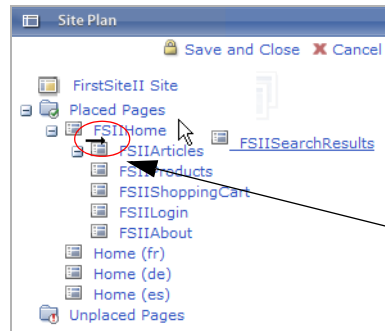 Site Plan
Save and Close X Cancel
FirstSiteII Site
Placed Pages
FSIIHome
FSIISearchResults
FSIIArticles
FSIIProducts
FSIIShoppingCart
FSIILogin
FSIIAbout
Home (fr)
Home (de)
Home (es)
Unplaced Pages